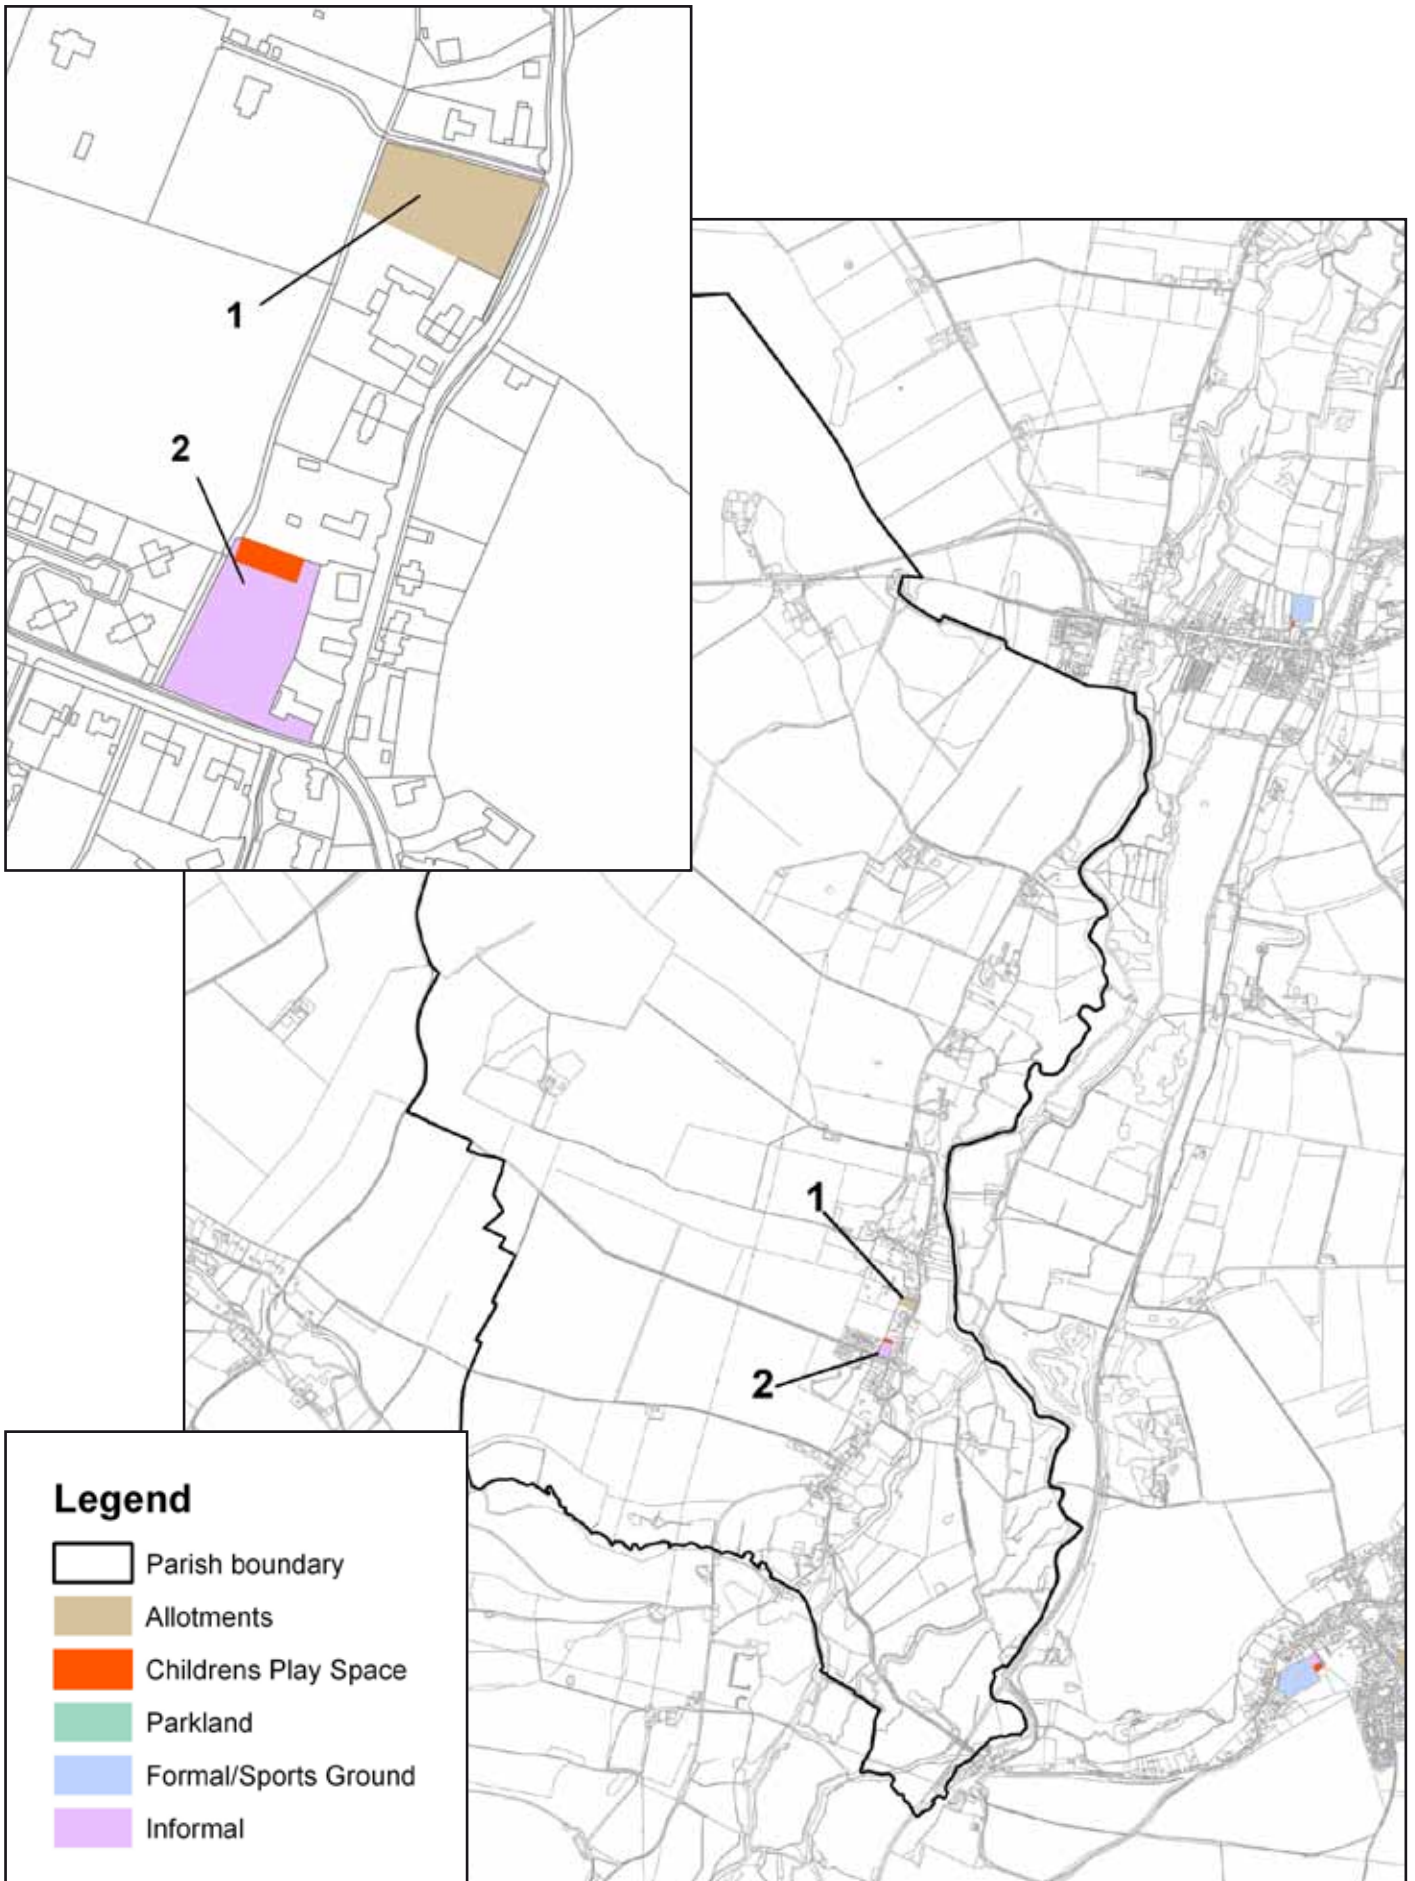 1
2
1
2
Legend
Parish boundary
Allotments
Childrens Play Space
Parkland
Formal/Sports Ground
Informal